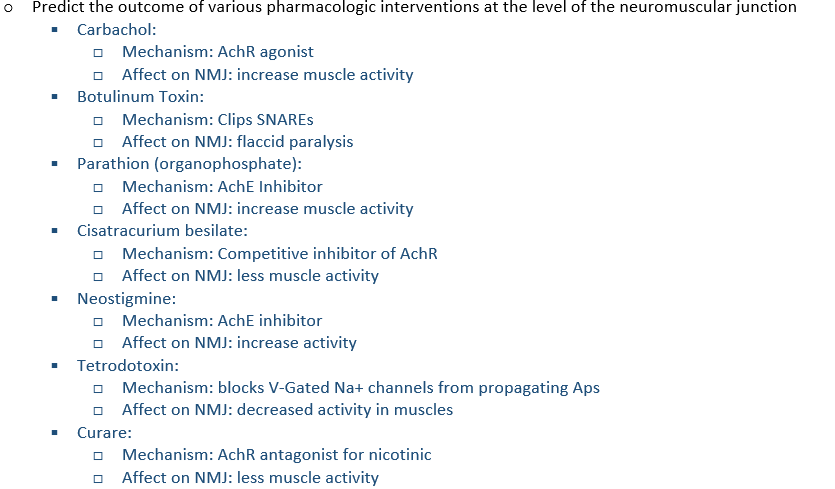 Predict the outcome of various pharmacologic interventions at the level of the neuromuscular junction
Carbachol:
Mechanism: AchR agonist
Affect on NMJ: increase muscle activity
Botulinum Toxin:
Mechanism: Clips SNAREs
Affect on NMJ: flaccid paralysis
Parathion (organophosphate):
Mechanism: AchE Inhibitor
Affect on NMJ: increase muscle activity
Cisatracurium besilate:
Mechanism: Competitive inhibitor of AchR
Affect on NMJ: less muscle activity
Neostigmine:
Mechanism: AchE inhibitor
Affect on NMJ: increase activity
Tetrodotoxin:
Mechanism: blocks V-Gated Na+ channels from propagating Aps
Affect on NMJ: decreased activity in muscles
Curare:
Mechanism: AchR antagonist for nicotinic
Affect on NMJ: less muscle activity